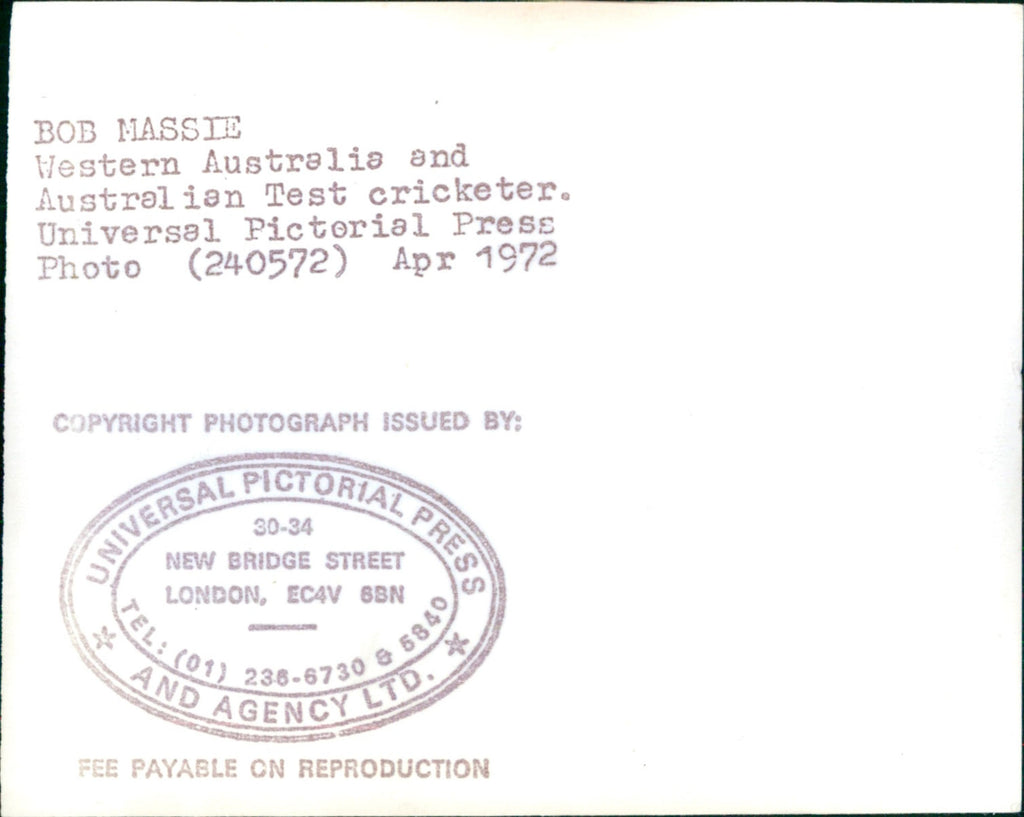 BOB MASSIE
Western Australia and
Australian Test cricketer.
Universal Pictorial Press
Photo (240572) Apr 1972
COPYRIGHT PHOTOGRAPH ISSUED BY:
UNIVERSAL PICTORIAL PRESS
30-34
NEW BRIDGE STREET
LONDON, EC4V 6BN
TEL: (01) 236-6730 & 5840
AND AGENCY LTD.
FEE PAYABLE ON REPRODUCTION